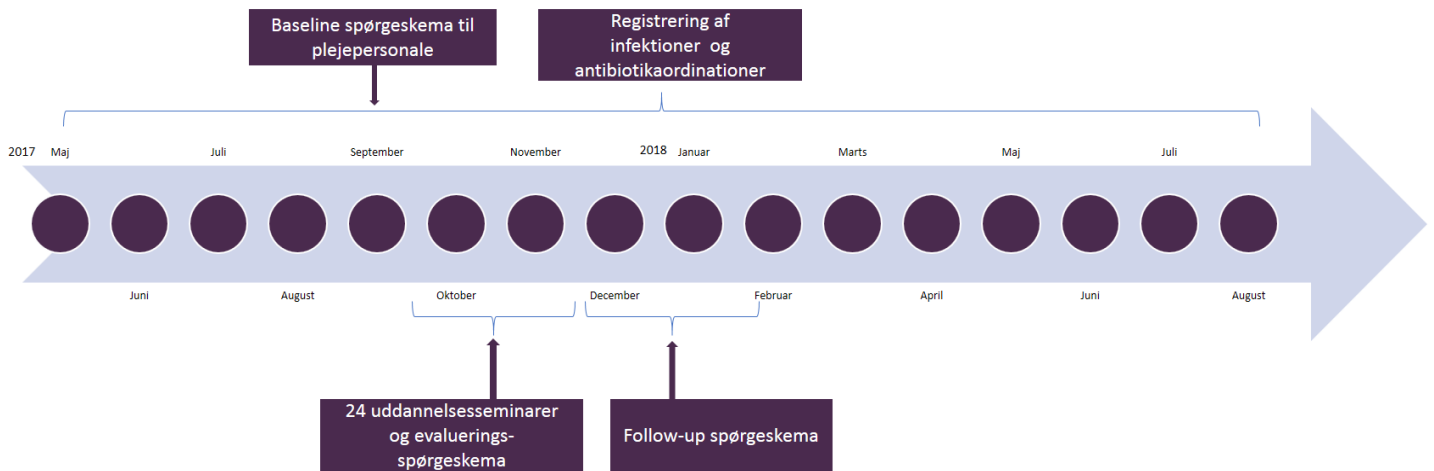 Baseline spørgeskema til
plejepersonale
Registrering af
infektioner og
antibiotikaordinationer
2017 Maj Juli September November 2018 Januar Marts Maj Juli
Juni August Oktober December Februar April Juni August
24 uddannelsesseminarer
og evaluerings-
spørgeskema
Follow-up spørgeskema